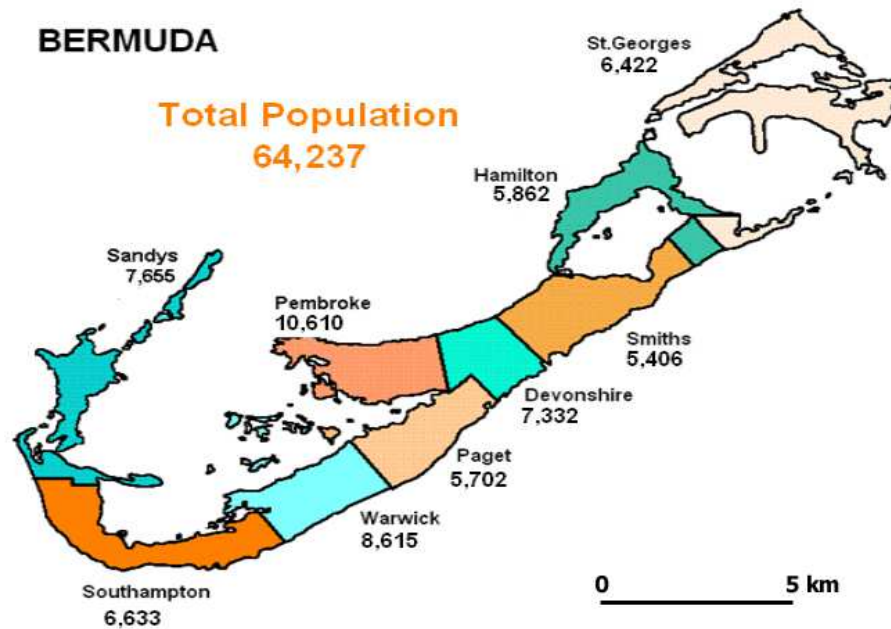 BERMUDA
St.Georges
6,422
Total Population
64,237
Hamilton
5,862
Sandys
7,655
Pembroke
10,610
Smiths
5,406
Devonshire
7,332
Paget
5,702
Warwick
8,615
Southampton
6,633
0 5 km